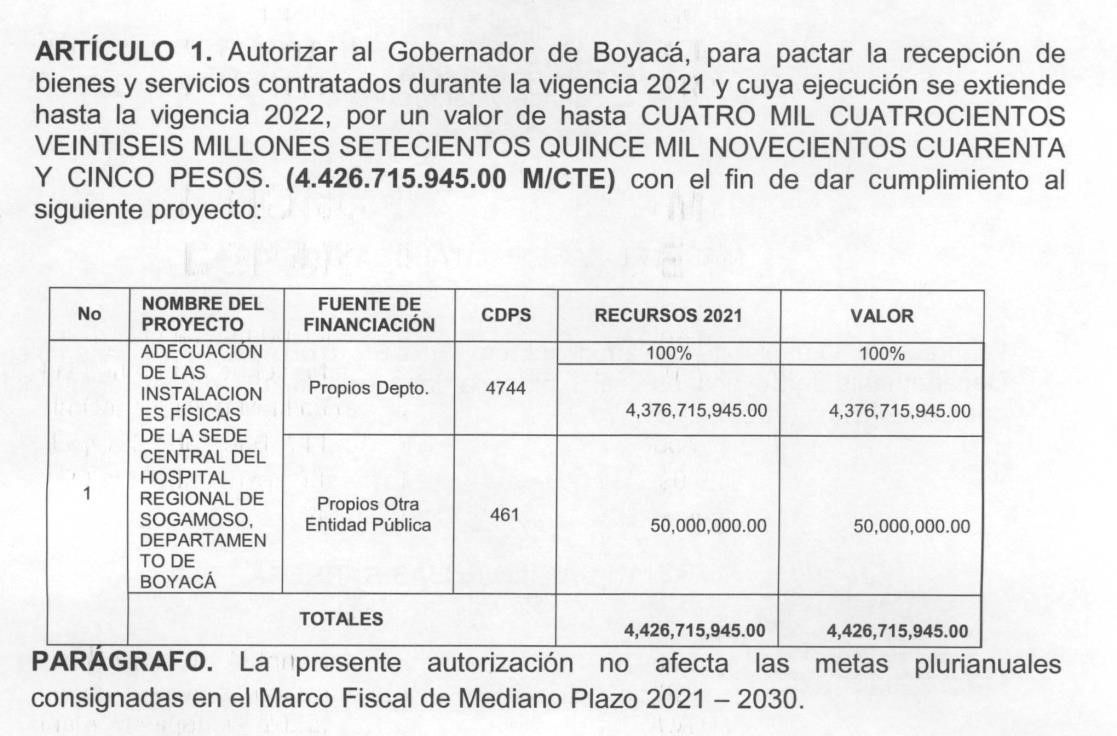 ARTÍCULO 1. Autorizar al Gobernador de Boyacá, para pactar la recepción de
bienes y servicios contratados durante la vigencia 2021 y cuya ejecución se extiende
hasta la vigencia 2022, por un valor de hasta CUATRO MIL CUATROCIENTOS
VEINTISEIS MILLONES SETECIENTOS QUINCE MIL NOVECIENTOS CUARENTA
Y CINCO PESOS. (4.426.715.945.00 M/CTE) con el fin de dar cumplimiento al
siguiente proyecto:
No
NOMBRE DEL
PROYECTO
FUENTE DE
FINANCIACIÓN
CDPS
RECURSOS 2021
VALOR
1
ADECUACIÓN
DE LAS
INSTALACION
ES FÍSICAS
DE LA SEDE
CENTRAL DEL
HOSPITAL
REGIONAL DE
SOGAMOSO,
DEPARTAMEN
TO DE
BOYACÁ
Propios Depto.
4744
100%
4,376,715,945.00
100%
4,376,715,945.00
Propios Otra
Entidad Pública
461
50,000,000.00
50,000,000.00
TOTALES
4,426,715,945.00
4,426,715,945.00
PARÁGRAFO. La presente autorización no afecta las metas plurianuales
consignadas en el Marco Fiscal de Mediano Plazo 2021 – 2030.